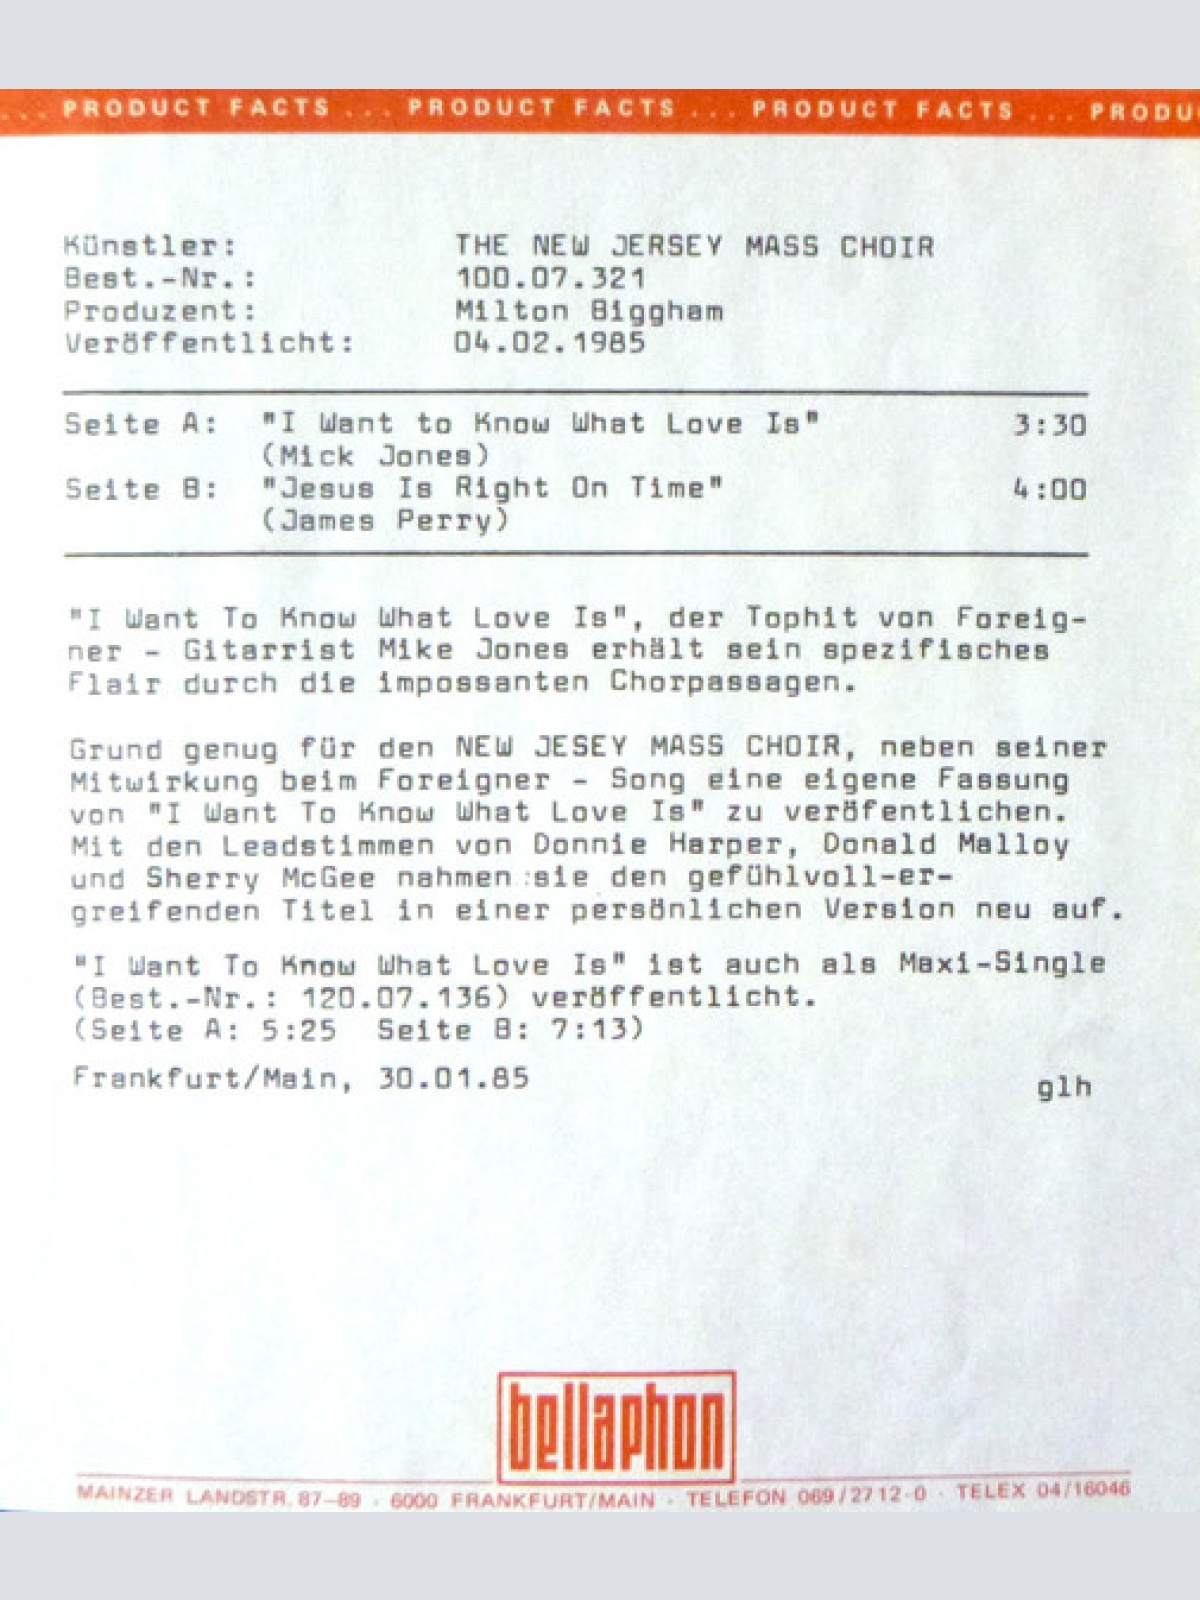 ... PRODUCT FACTS ... PRODUCT FACTS ... PRODUCT FACTS ... PRODU
Künstler: THE NEW JERSEY MASS CHOIR
Best.-Nr.: 100.07.321
Produzent: Milton Biggham
Veröffentlicht: 04.02.1985
Seite A: "I Want to Know What Love Is" 3:30
(Mick Jones)
Seite B: "Jesus Is Right On Time" 4:00
(James Perry)
"I Want To Know What Love Is", der Tophit von Foreig-
ner - Gitarrist Mike Jones erhält sein spezifisches
Flair durch die impossanten Chorpassagen.
Grund genug für den NEW JESEY MASS CHOIR, neben seiner
Mitwirkung beim Foreigner - Song eine eigene Fassung
von "I Want To Know What Love Is" zu veröfentlichen.
Mit den Leadstimmen von Donnie Harper, Donald Malloy
und Sherry McGee nahmen sie den gefühlvoll-er-
greifenden Titel in einer persönlichen Version neu auf.
"I Want To Know What Love Is" ist auch als Maxi-Single
(Best.-Nr.: 120.07.136) veröffentlicht.
(Seite A: 5:25 Seite B: 7:13)
Frankfurt/Main, 30.01.85
glh
bellaphon
MAINZER LANDSTR. 87-89 · 6000 FRANKFURT/MAIN · TELEFON 069/2712-0 · TELEX 04/16046